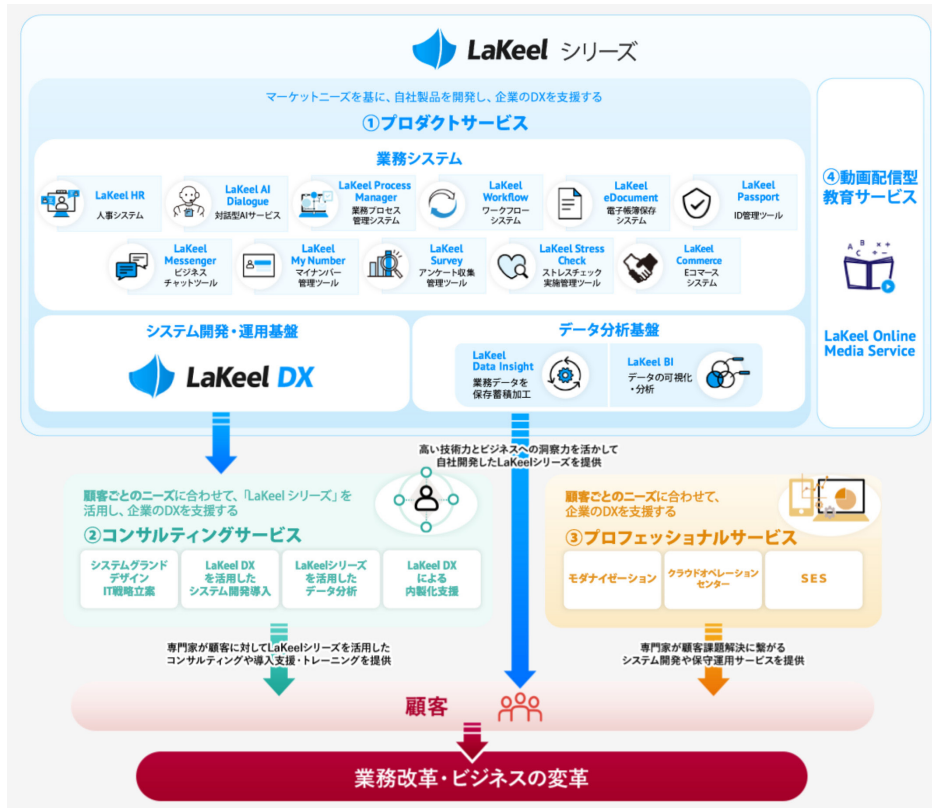 LaKeel シリーズ
マーケットニーズを基に、自社製品を開発し、企業のDXを支援する
①プロダクトサービス
業務システム
LaKeel HR
人事システム
LaKeel AI
Dialogue
対話型AIサービス
LaKeel Process
Manager
業務プロセス
管理システム
LaKeel
Workflow
ワークフロー
システム
LaKeel
eDocument
電子帳簿保存
システム
LaKeel
Passport
ID管理ツール
LaKeel
Messenger
ビジネス
チャットツール
LaKeel
My Number
マイナンバー
管理ツール
LaKeel
Survey
アンケート収集
管理ツール
LaKeel Stress
Check
ストレスチェック
実施管理ツール
LaKeel
Commerce
Eコマース
システム
システム開発・運用基盤
LaKeel DX
データ分析基盤
LaKeel
Data Insight
業務データを
保存蓄積加工
LaKeel BI
データの可視化
・分析
④動画配信型
教育サービス
A B C × ÷ + −
LaKeel Online
Media Service
高い技術力とビジネスへの洞察力を活かして
自社開発したLaKeelシリーズを提供
顧客ごとのニーズに合わせて、「LaKeel シリーズ」を
活用し、企業のDXを支援する
②コンサルティングサービス
システムグランド
デザイン
IT戦略立案
LaKeel DX
を活用した
システム開発導入
LaKeelシリーズ
を活用した
データ分析
LaKeel DX
による
内製化支援
顧客ごとのニーズに合わせて、
企業のDXを支援する
③プロフェッショナルサービス
モダナイゼーション
クラウドオペレーション
センター
SES
専門家が顧客に対してLaKeelシリーズを活用した
コンサルティングや導入支援・トレーニングを提供
専門家が顧客課題解決に繋がる
システム開発や保守運用サービスを提供
顧客
業務改革・ビジネスの変革